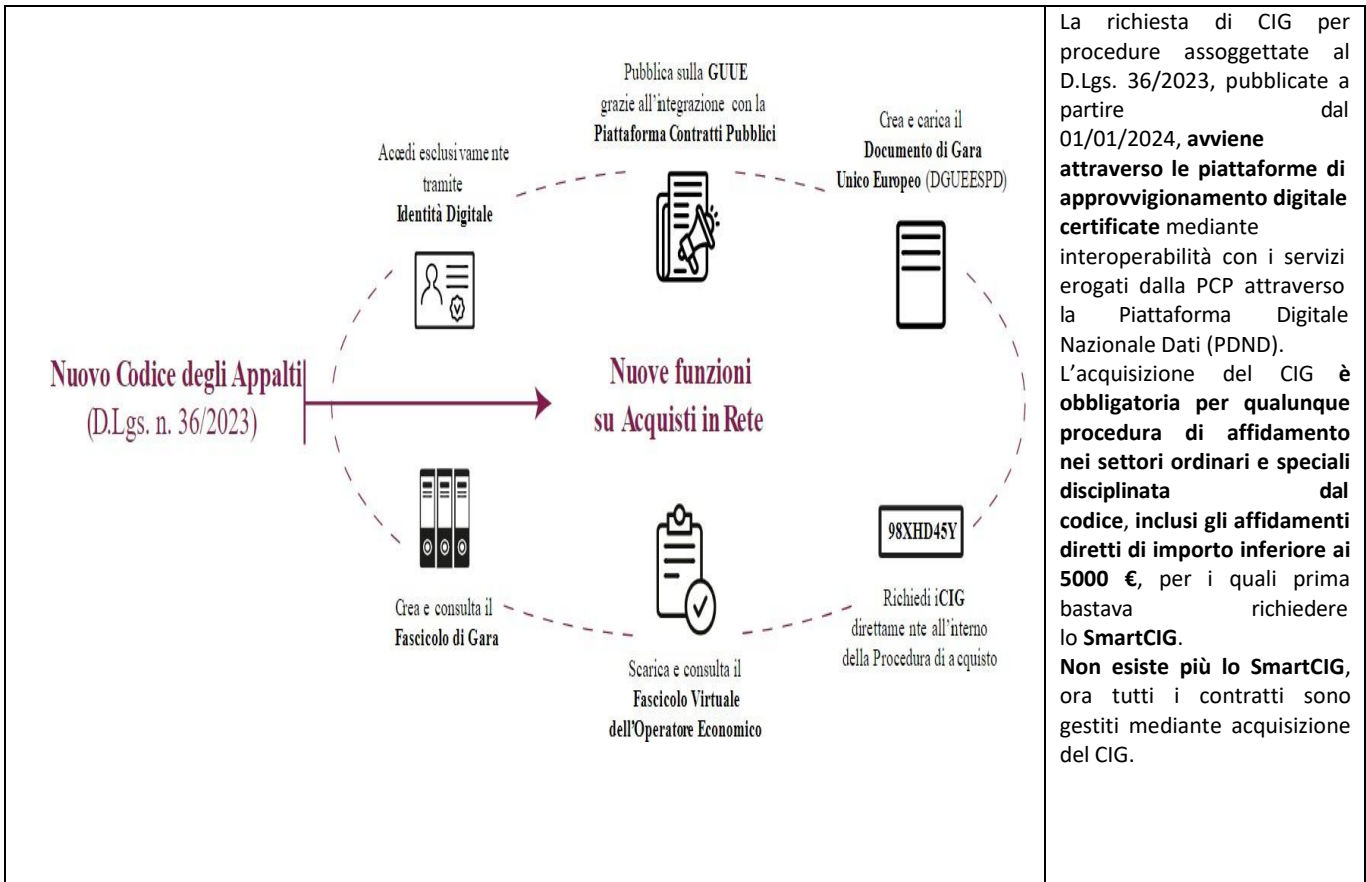 Nuovo Codice degli Appalti
(D.Lgs. n. 36/2023)
Nuove funzioni
su Acquisti in Rete
Accedi esclusivamente
tramite
Identità Digitale
Pubblica sulla GUUE
grazie all'integrazione con la
Piattaforma Contratti Pubblici
Crea e carica il
Documento di Gara
Unico Europeo (DGUEESPD)
98XHD45Y
Richiedi iCIG
direttame nte all'interno
della Procedura di a cquisto
Scarica e consulta il
Fascicolo Virtuale
dell'Operatore Economico
Crea e consulta il
Fascicolo di Gara
La richiesta di CIG per
procedure assoggettate al
D.Lgs. 36/2023, pubblicate a
partire dal
01/01/2024, avviene
attraverso le piattaforme di
approvvigionamento digitale
certificate mediante
interoperabilità con i servizi
erogati dalla PCP attraverso
la Piattaforma Digitale
Nazionale Dati (PDND).
L'acquisizione del CIG è
obbligatoria per qualunque
procedura di affidamento
nei settori ordinari e speciali
disciplinata dal
codice, inclusi gli affidamenti
diretti di importo inferiore ai
5000 €, per i quali prima
bastava richiedere
lo SmartCIG.
Non esiste più lo SmartCIG,
ora tutti i contratti sono
gestiti mediante acquisizione
del CIG.